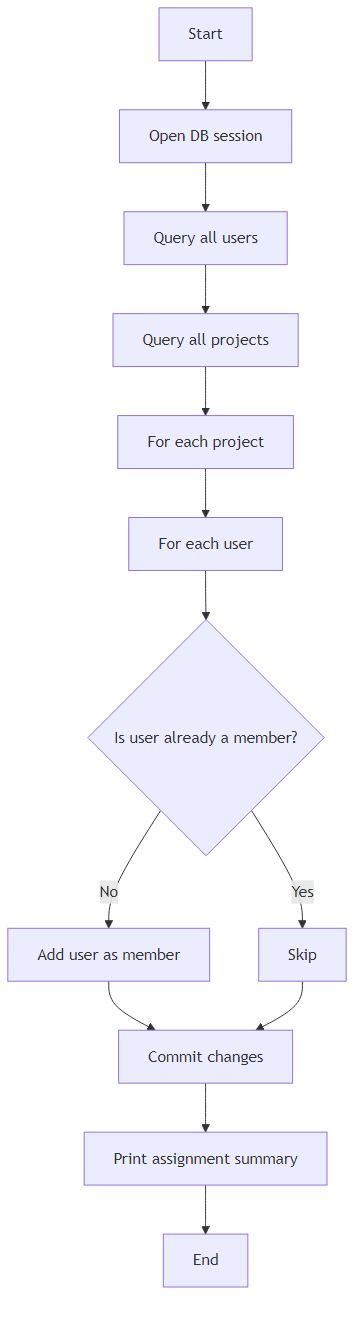 Start
Open DB session
Query all users
Query all projects
For each project
For each user
Is user already a member?
No
Yes
Add user as member
Skip
Commit changes
Print assignment summary
End